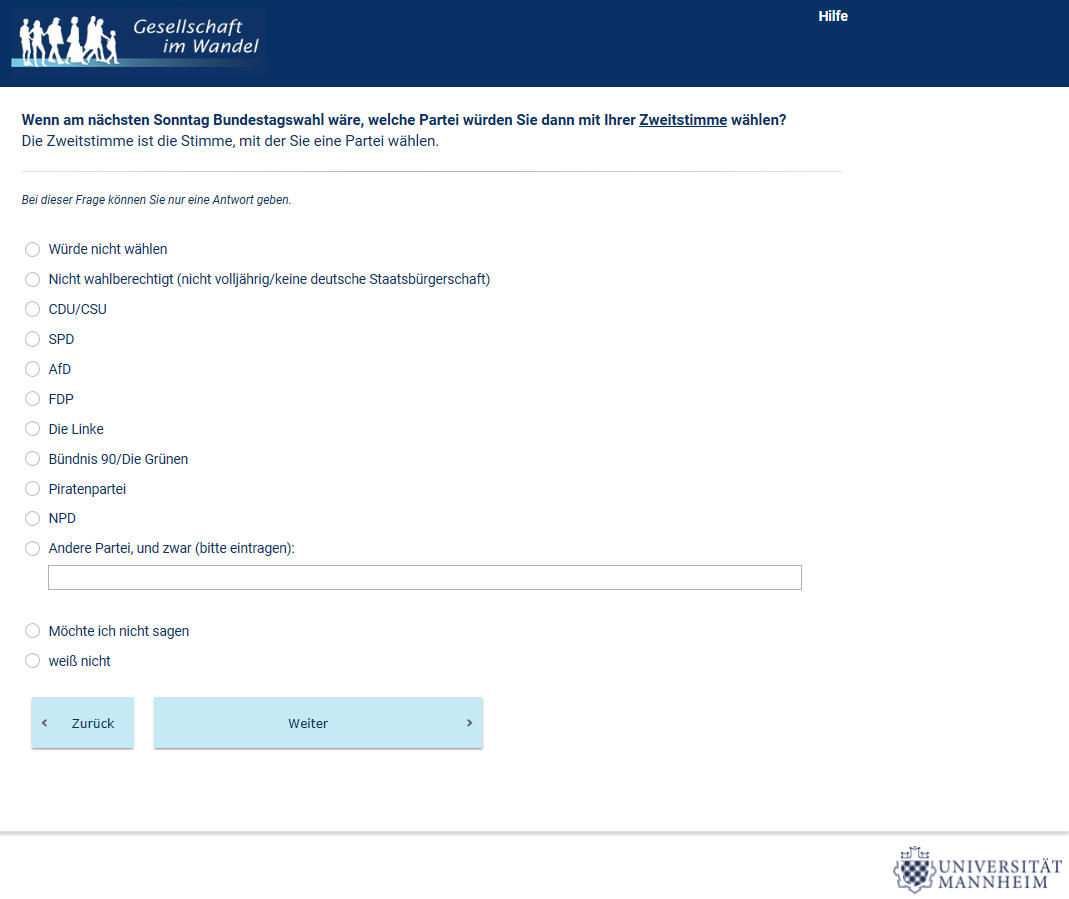 Gesellschaft
im Wandel
Hilfe
Wenn am nächsten Sonntag Bundestagswahl wäre, welche Partei würden Sie dann mit Ihrer Zweitstimme wählen?
Die Zweitstimme ist die Stimme, mit der Sie eine Partei wählen.
Bei dieser Frage können Sie nur eine Antwort geben.
Würde nicht wählen
Nicht wahlberechtigt (nicht volljährig/keine deutsche Staatsbürgerschaft)
CDU/CSU
SPD
AfD
FDP
Die Linke
Bündnis 90/Die Grünen
Piratenpartei
NPD
Andere Partei, und zwar (bitte eintragen):
Möchte ich nicht sagen
weiß nicht
Zurück
Weiter
UNIVERSITÄT
MANNHEIM